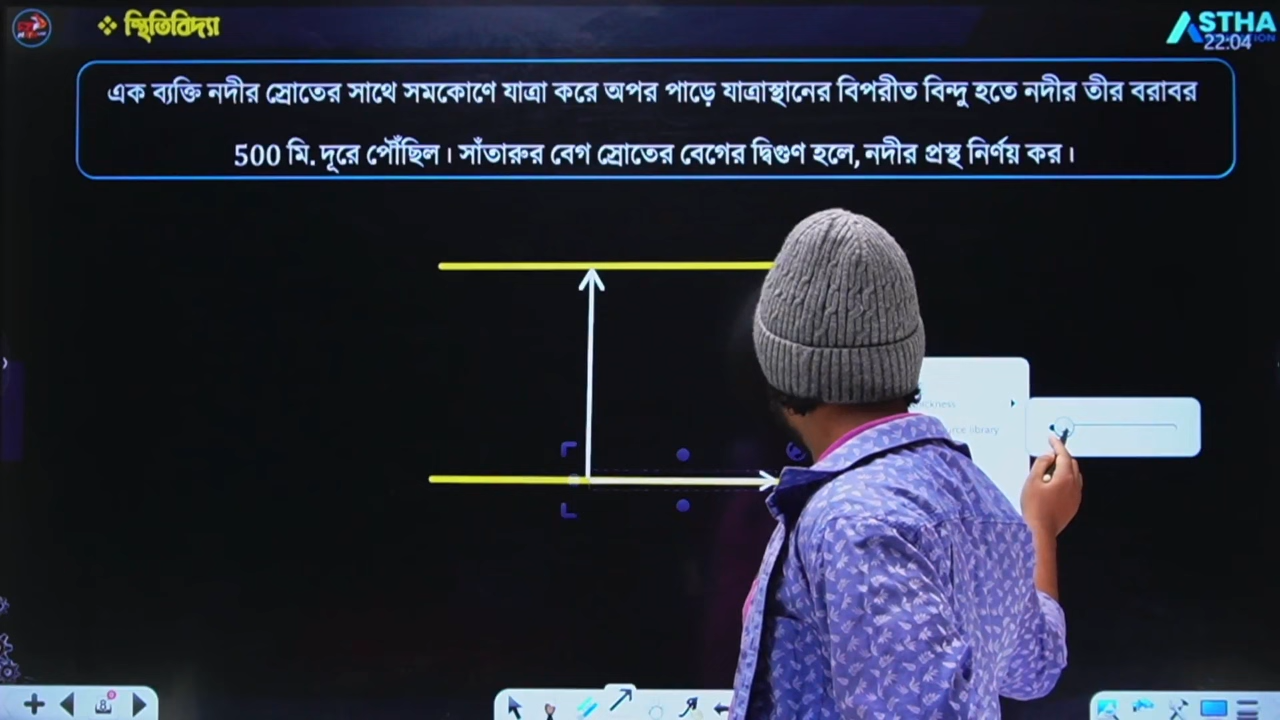 ❖ স্থিতিবিদ্যা
ASTHA
22:04
এক ব্যক্তি নদীর স্রোতের সাথে সমকোণে যাত্রা করে অপর পাড়ে যাত্রাস্থানের বিপরীত বিন্দু হতে নদীর তীর বরাবর
500 মি. দূরে পৌঁছিল। সাঁতারুর বেগ স্রোতের বেগের দ্বিগুণ হলে, নদীর প্রস্থ নির্ণয় কর।
library